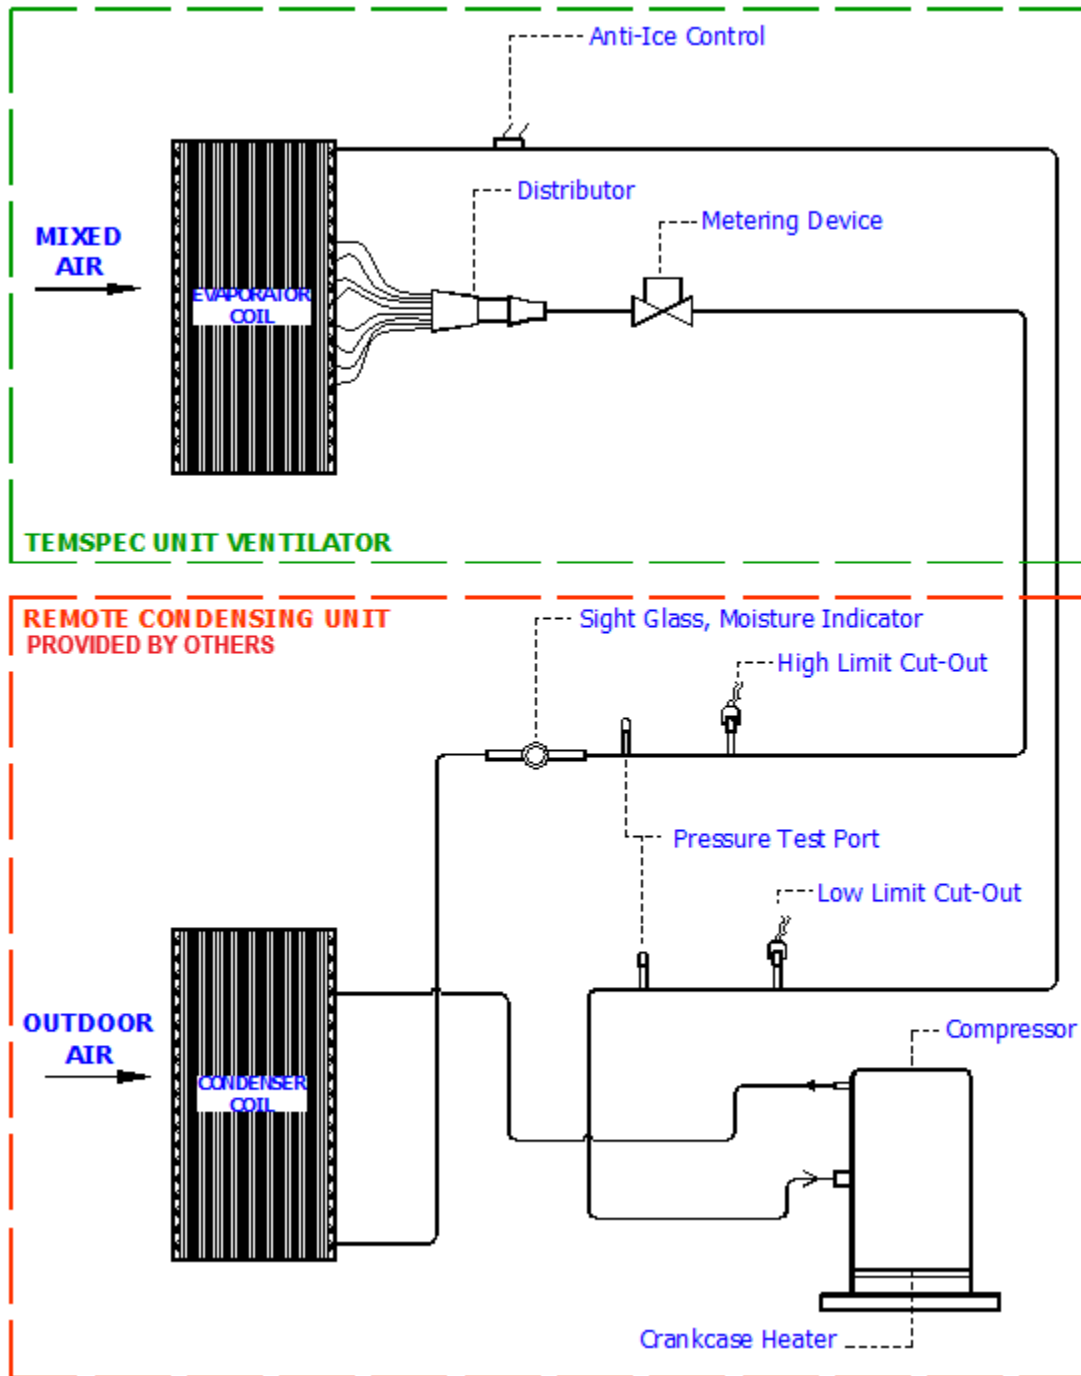 Anti-Ice Control
Distributor
Metering Device
MIXED
AIR
EVAPORATOR
COIL
TEMSPEC UNIT VENTILATOR
REMOTE CONDENSING UNIT
PROVIDED BY OTHERS
Sight Glass, Moisture Indicator
High Limit Cut-Out
Pressure Test Port
Low Limit Cut-Out
OUTDOOR
AIR
CONDENSER
COIL
Compressor
Crankcase Heater